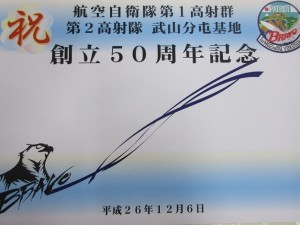 祝
航空自衛隊第1高射群
第2高射隊 武山分屯基地
創立50周年記念
BRAVO
平成26年12月6日